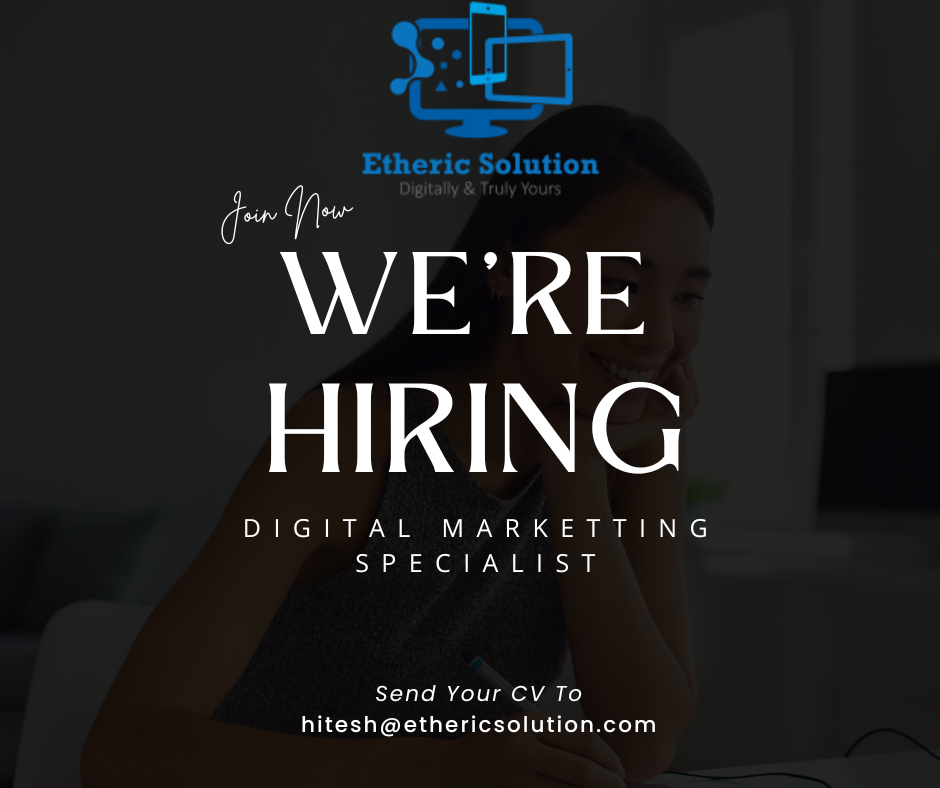 Etheric Solution
Digitally & Truly Yours
Join Now
WE'RE
HIRING
DIGITAL MARKETTING
SPECIALIST
Send Your CV To
hitesh@ethericsolution.com